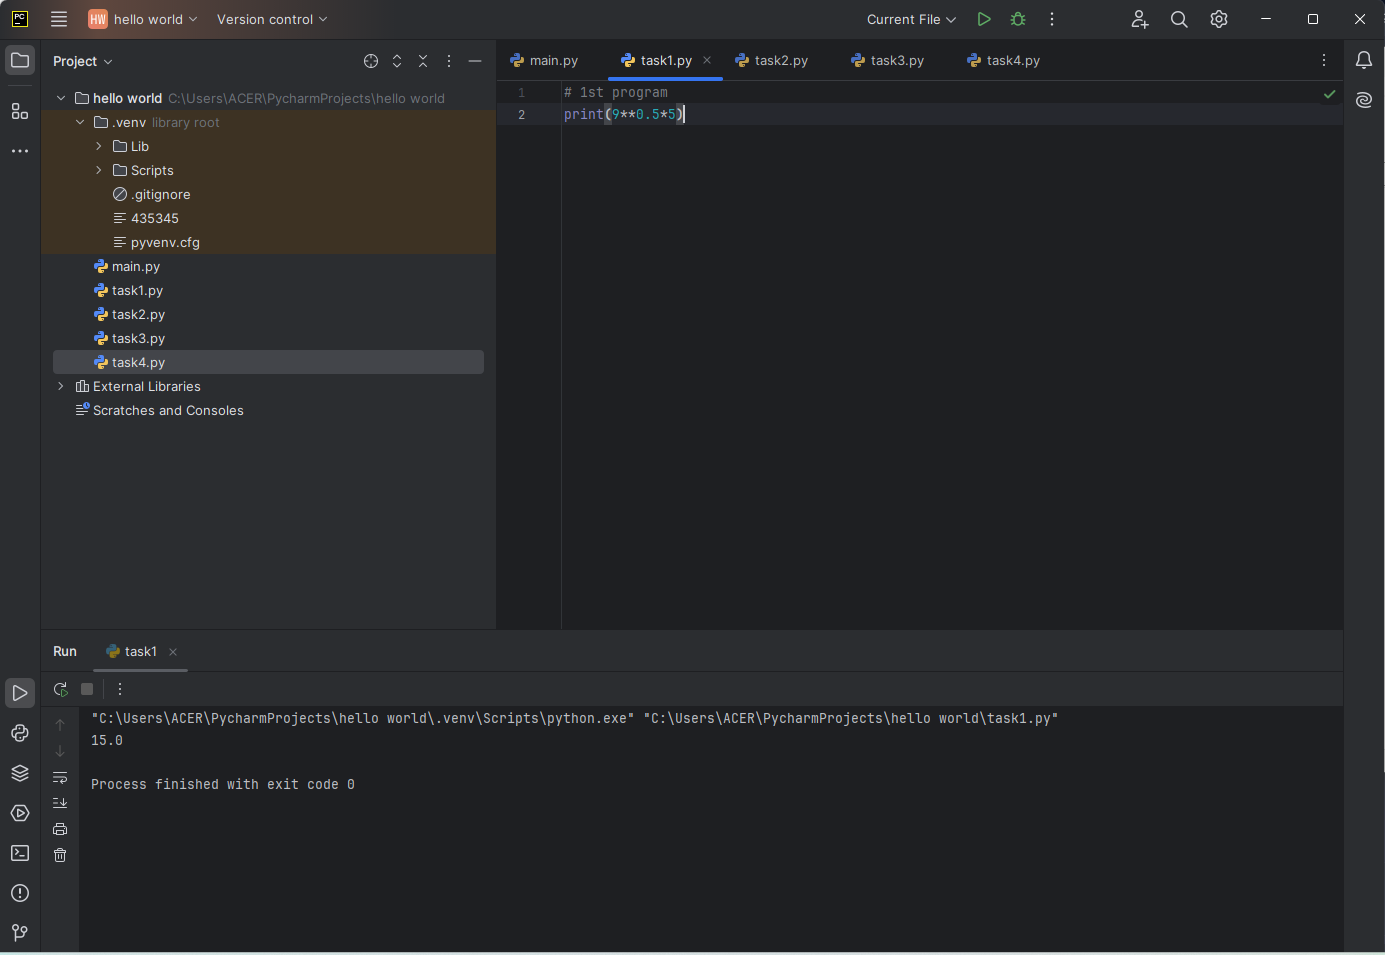 PC
HW hello world Version control Current File
Project
main.py task1.py task2.py task3.py task4.py
hello world C:\Users\ACER\PycharmProjects\hello world
.venv library root
Lib
Scripts
.gitignore
435345
pyvenv.cfg
main.py
task1.py
task2.py
task3.py
task4.py
External Libraries
Scratches and Consoles
1 # 1st program
2 print(9**0.5*5)
Run task1
"C:\Users\ACER\PycharmProjects\hello world\.venv\Scripts\python.exe" "C:\Users\ACER\PycharmProjects\hello world\task1.py"
15.0
Process finished with exit code 0